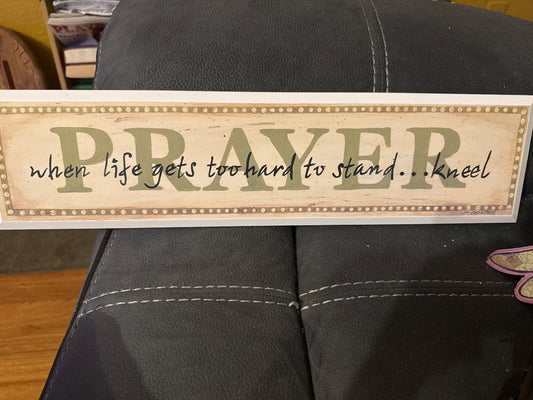 PRAYER
when life gets too hard to stand...kneel